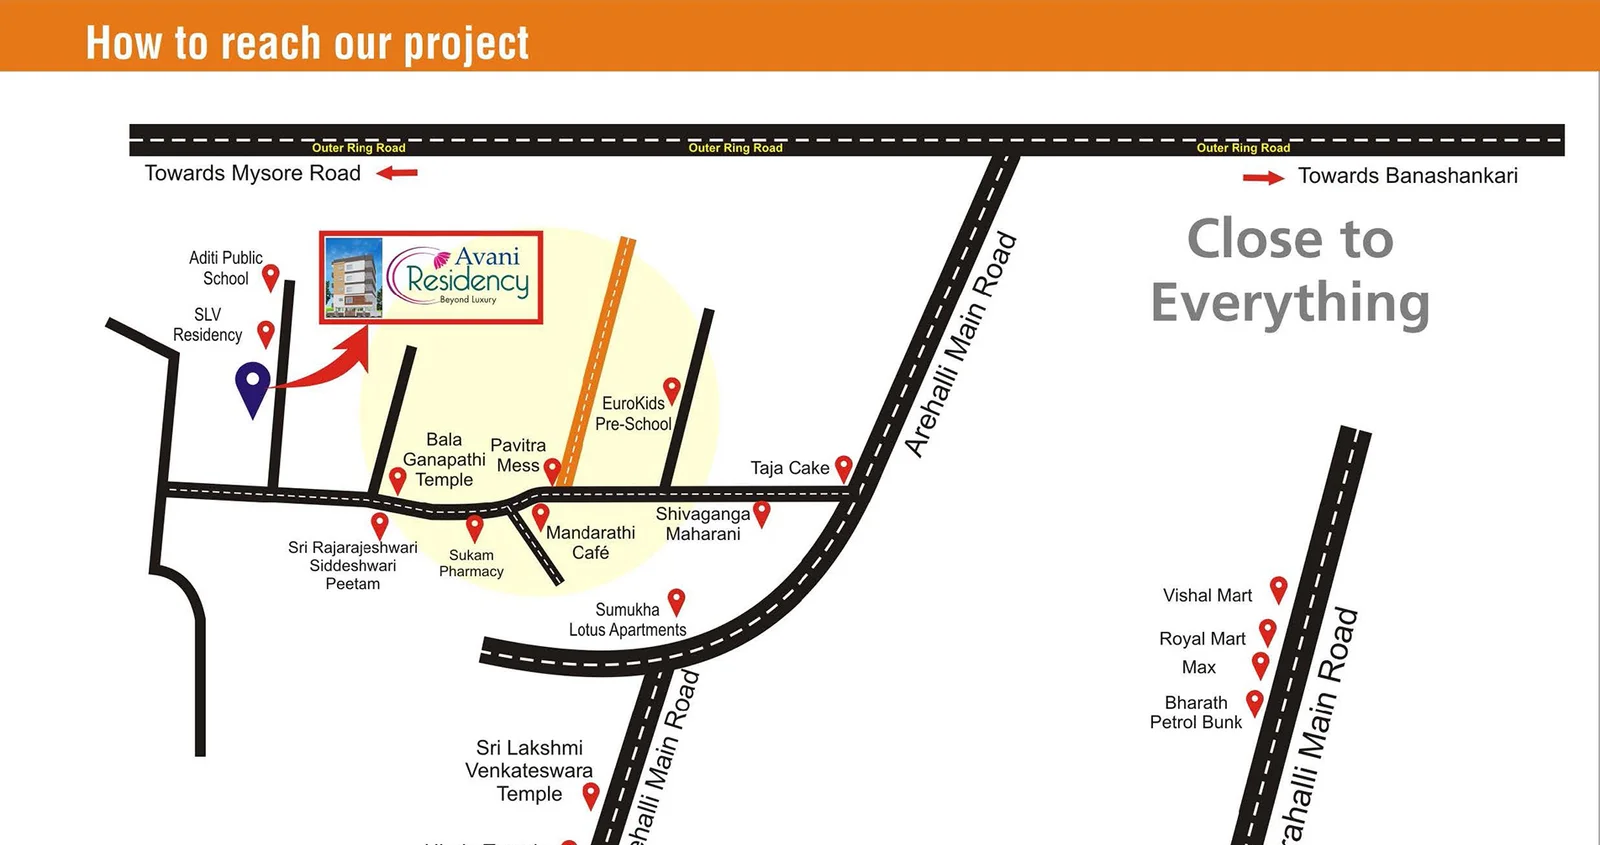 How to reach our project
Outer Ring Road
Outer Ring Road
Outer Ring Road
Towards Mysore Road
Towards Banashankari
Close to
Everything
Aditi Public
School
SLV
Residency
Avani
Residency
Beyond Luxury
Arehalli Main Road
EuroKids
Pre-School
Bala
Ganapathi
Temple
Pavitra
Mess
Taja Cake
Shivaganga
Maharani
Mandarathi
Café
Sri Rajarajeshwari
Siddeshwari
Peetam
Sukam
Pharmacy
Sumukha
Lotus Apartments
Vishal Mart
Royal Mart
Max
Bharath
Petrol Bunk
Sri Lakshmi
Venkateswara
Temple
ehalli Main Road
rahalli Main Road